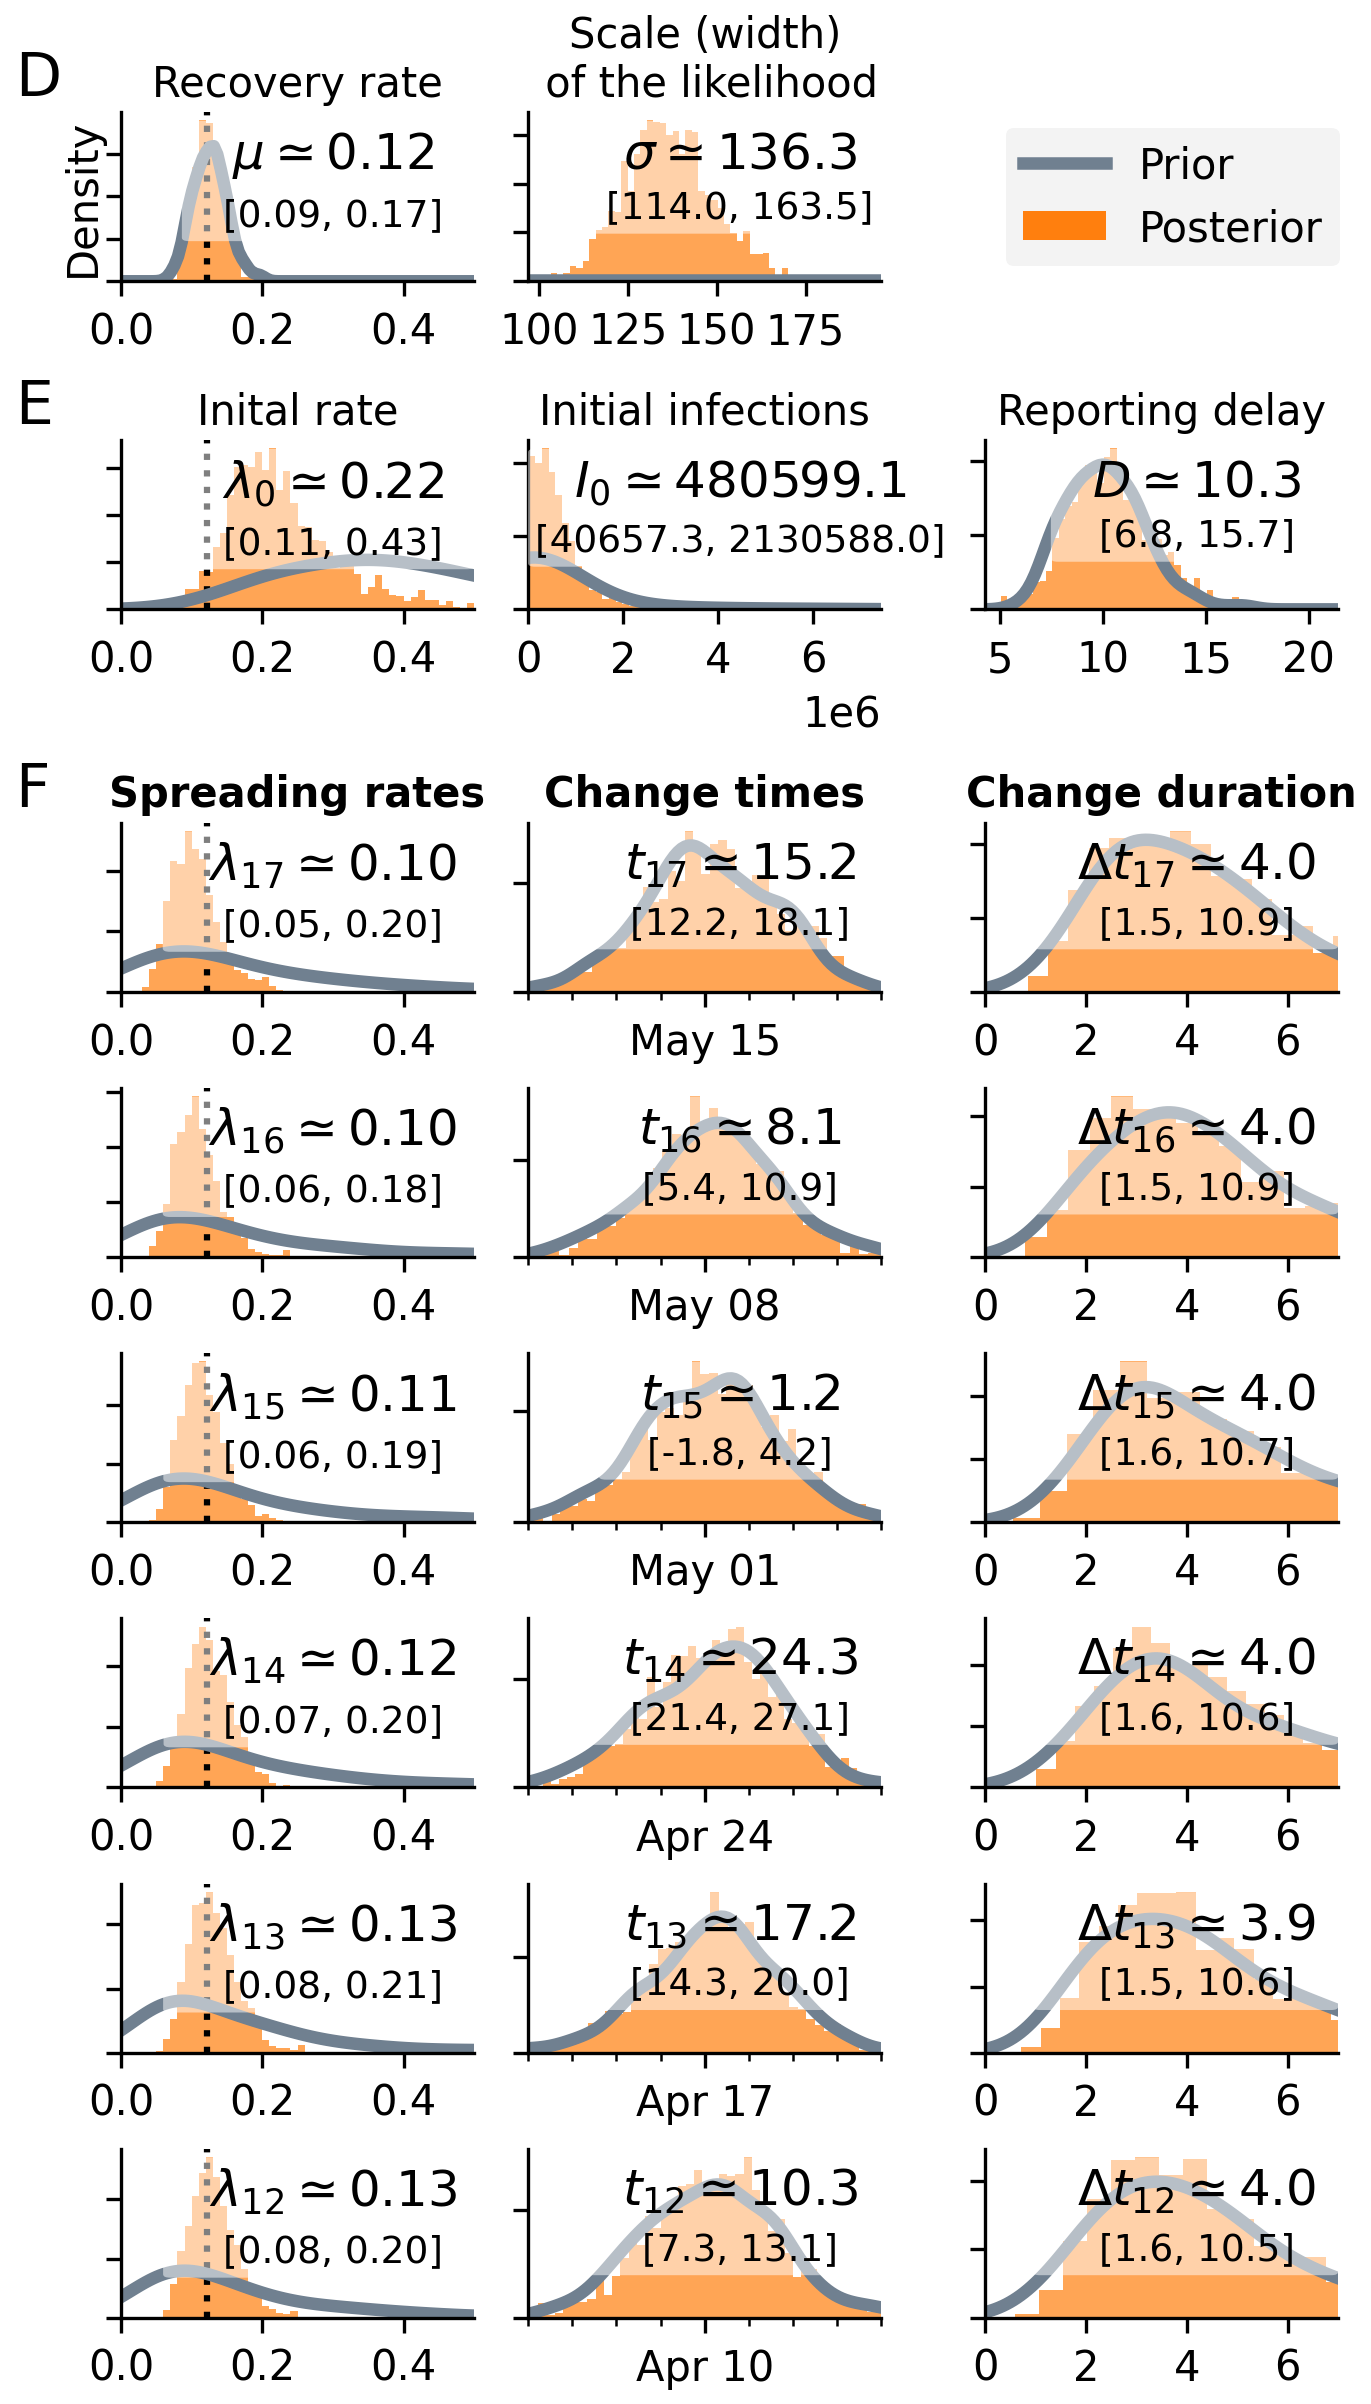 D
Recovery rate
Scale (width)
of the likelihood
Density
μ ≃ 0.12
[0.09, 0.17]
0.0 0.2 0.4
σ ≃ 136.3
[114.0, 163.5]
100 125 150 175
Prior
Posterior
E
Inital rate
λ0 ≃ 0.22
[0.11, 0.43]
0.0 0.2 0.4
Initial infections
I0 ≃ 480599.1
[40657.3, 2130588.0]
0 2 4 6
1e6
Reporting delay
D ≃ 10.3
[6.8, 15.7]
5 10 15 20
F
Spreading rates Change times Change duration
λ17 ≃ 0.10
[0.05, 0.20]
0.0 0.2 0.4
t17 ≃ 15.2
[12.2, 18.1]
May 15
Δt17 ≃ 4.0
[1.5, 10.9]
0 2 4 6
λ16 ≃ 0.10
[0.06, 0.18]
0.0 0.2 0.4
t16 ≃ 8.1
[5.4, 10.9]
May 08
Δt16 ≃ 4.0
[1.5, 10.9]
0 2 4 6
λ15 ≃ 0.11
[0.06, 0.19]
0.0 0.2 0.4
t15 ≃ 1.2
[-1.8, 4.2]
May 01
Δt15 ≃ 4.0
[1.6, 10.7]
0 2 4 6
λ14 ≃ 0.12
[0.07, 0.20]
0.0 0.2 0.4
t14 ≃ 24.3
[21.4, 27.1]
Apr 24
Δt14 ≃ 4.0
[1.6, 10.6]
0 2 4 6
λ13 ≃ 0.13
[0.08, 0.21]
0.0 0.2 0.4
t13 ≃ 17.2
[14.3, 20.0]
Apr 17
Δt13 ≃ 3.9
[1.5, 10.6]
0 2 4 6
λ12 ≃ 0.13
[0.08, 0.20]
0.0 0.2 0.4
t12 ≃ 10.3
[7.3, 13.1]
Apr 10
Δt12 ≃ 4.0
[1.6, 10.5]
0 2 4 6